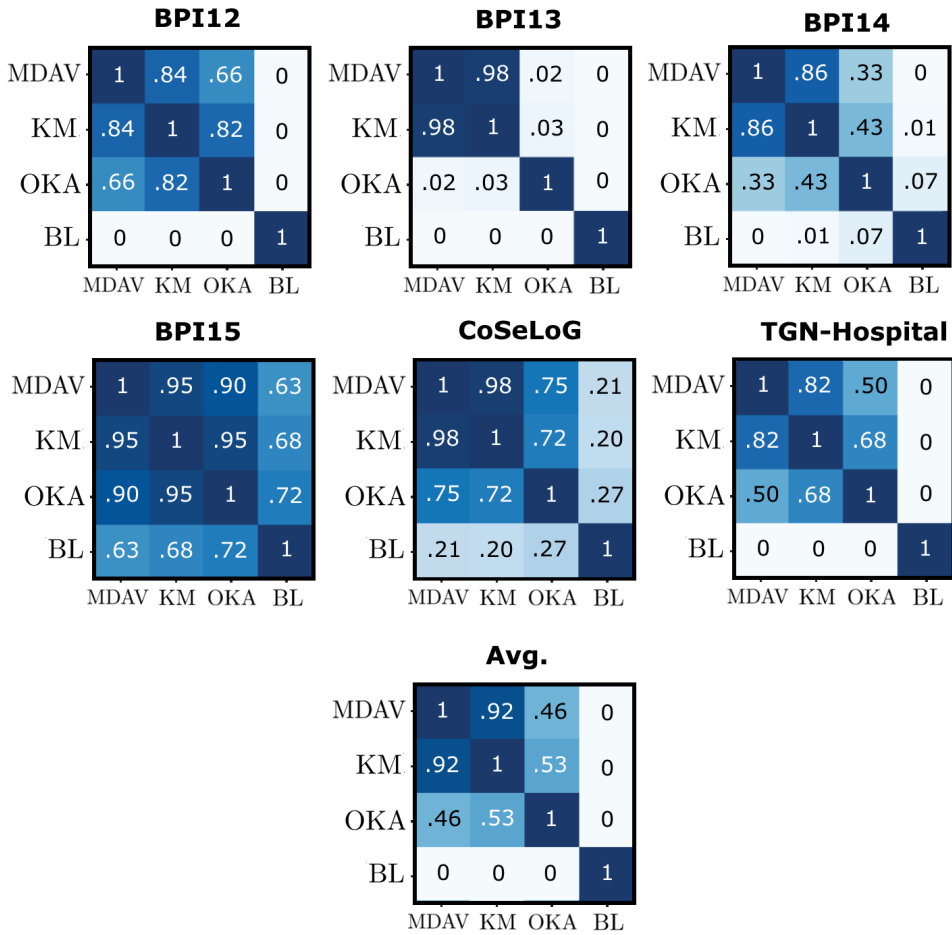 BPI12
MDAV 1 .84 .66 0
KM .84 1 .82 0
OKA .66 .82 1 0
BL 0 0 0 1
MDAV KM OKA BL
BPI13
1 .98 .02 0
.98 1 .03 0
OKA .02 .03 1 0
BL 0 0 0 1
MDAV KM OKA BL
MDAV
KM
BPI14
MDAV 1 .86 .33 0
KM .86 1 .43 .01
OKA .33 .43 1 .07
BL 0 .01 .07 1
MDAV KM OKA BL
BPI15
MDAV 1 .95 .90 .63
KM .95 1 .95 .68
OKA .90 .95 1 .72
BL .63 .68 .72 1
MDAV KM OKA BL
CoSeLoG
MDAV 1 .98 .75 .21
KM .98 1 .72 .20
OKA .75 .72 1 .27
BL .21 .20 .27 1
MDAV KM OKA BL
TGN-Hospital
MDAV 1 .82 .50 0
KM .82 1 .68 0
OKA .50 .68 1 0
BL 0 0 0 1
MDAV KM OKA BL
Avg.
MDAV 1 .92 .46 0
KM .92 1 .53 0
OKA .46 .53 1 0
BL 0 0 0 1
MDAV KM OKA BL